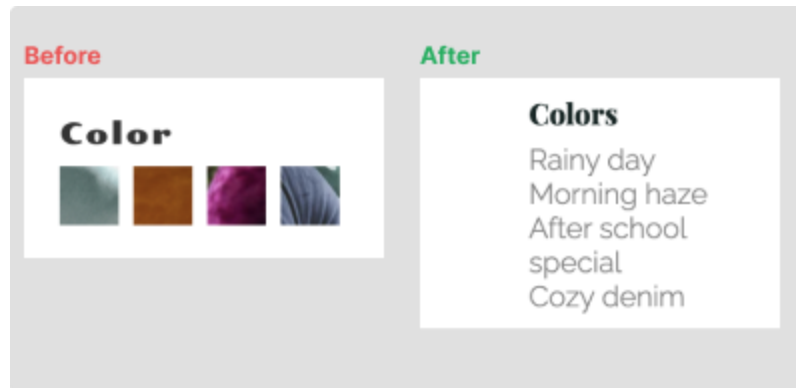 Before
Color
After
Colors
Rainy day
Morning haze
After school
special
Cozy denim